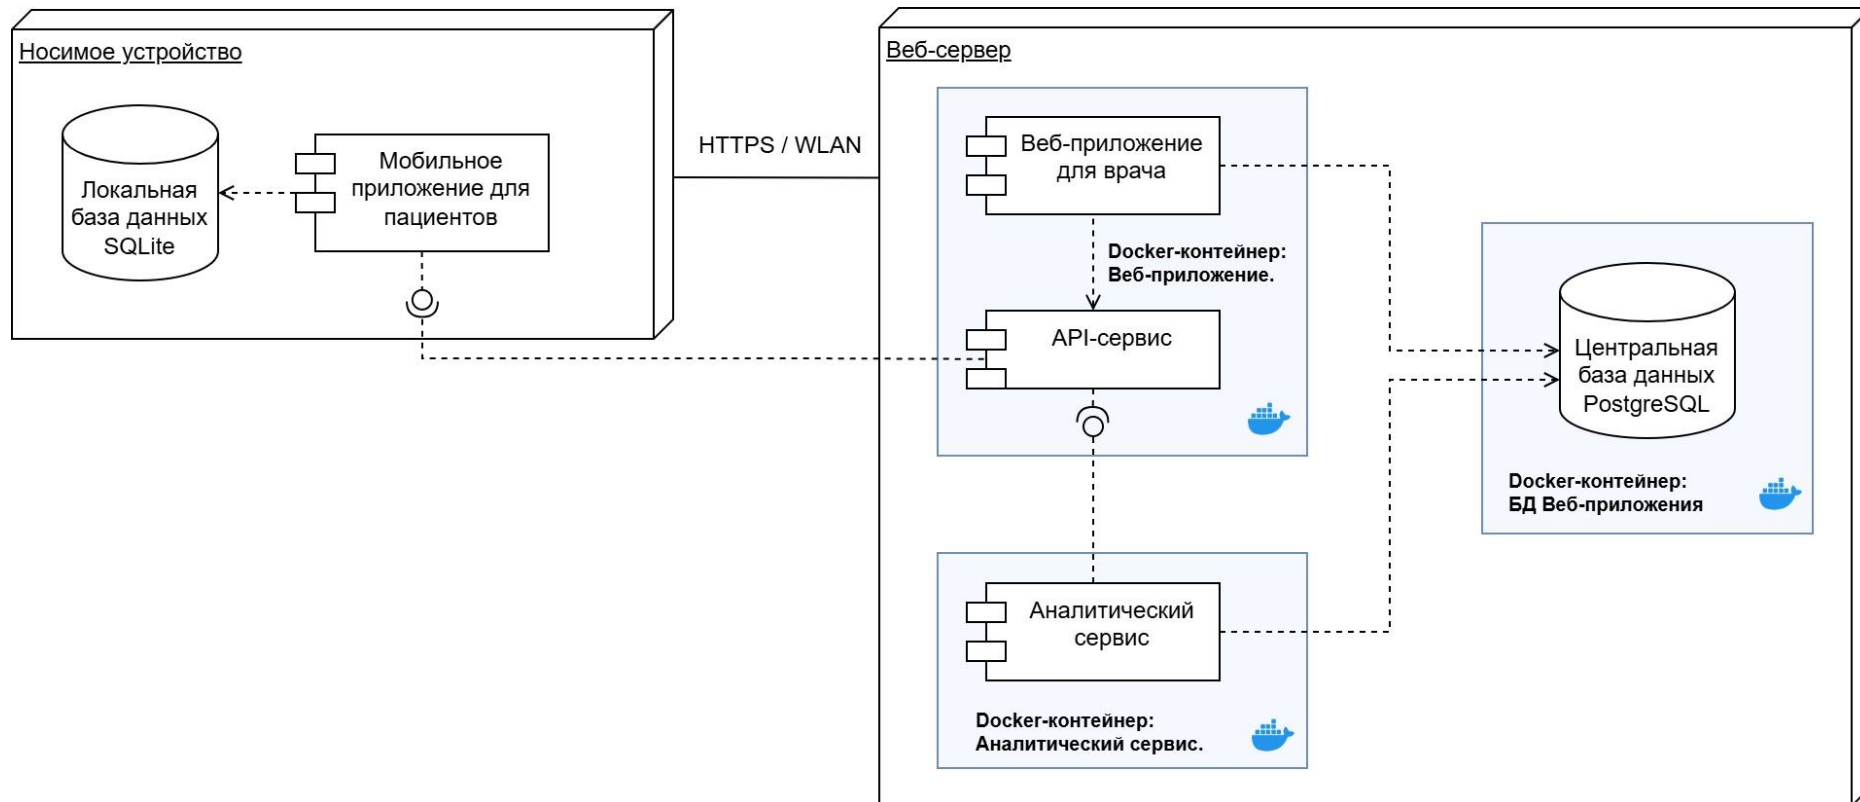 Носимое устройство
Локальная
база данных
SQLite
Мобильное
приложение для
пациентов
HTTPS / WLAN
Веб-сервер
Веб-приложение
для врача
Docker-контейнер:
Веб-приложение.
API-сервис
Центральная
база данных
PostgreSQL
Docker-контейнер:
БД Веб-приложения
Аналитический
сервис
Docker-контейнер:
Аналитический сервис.